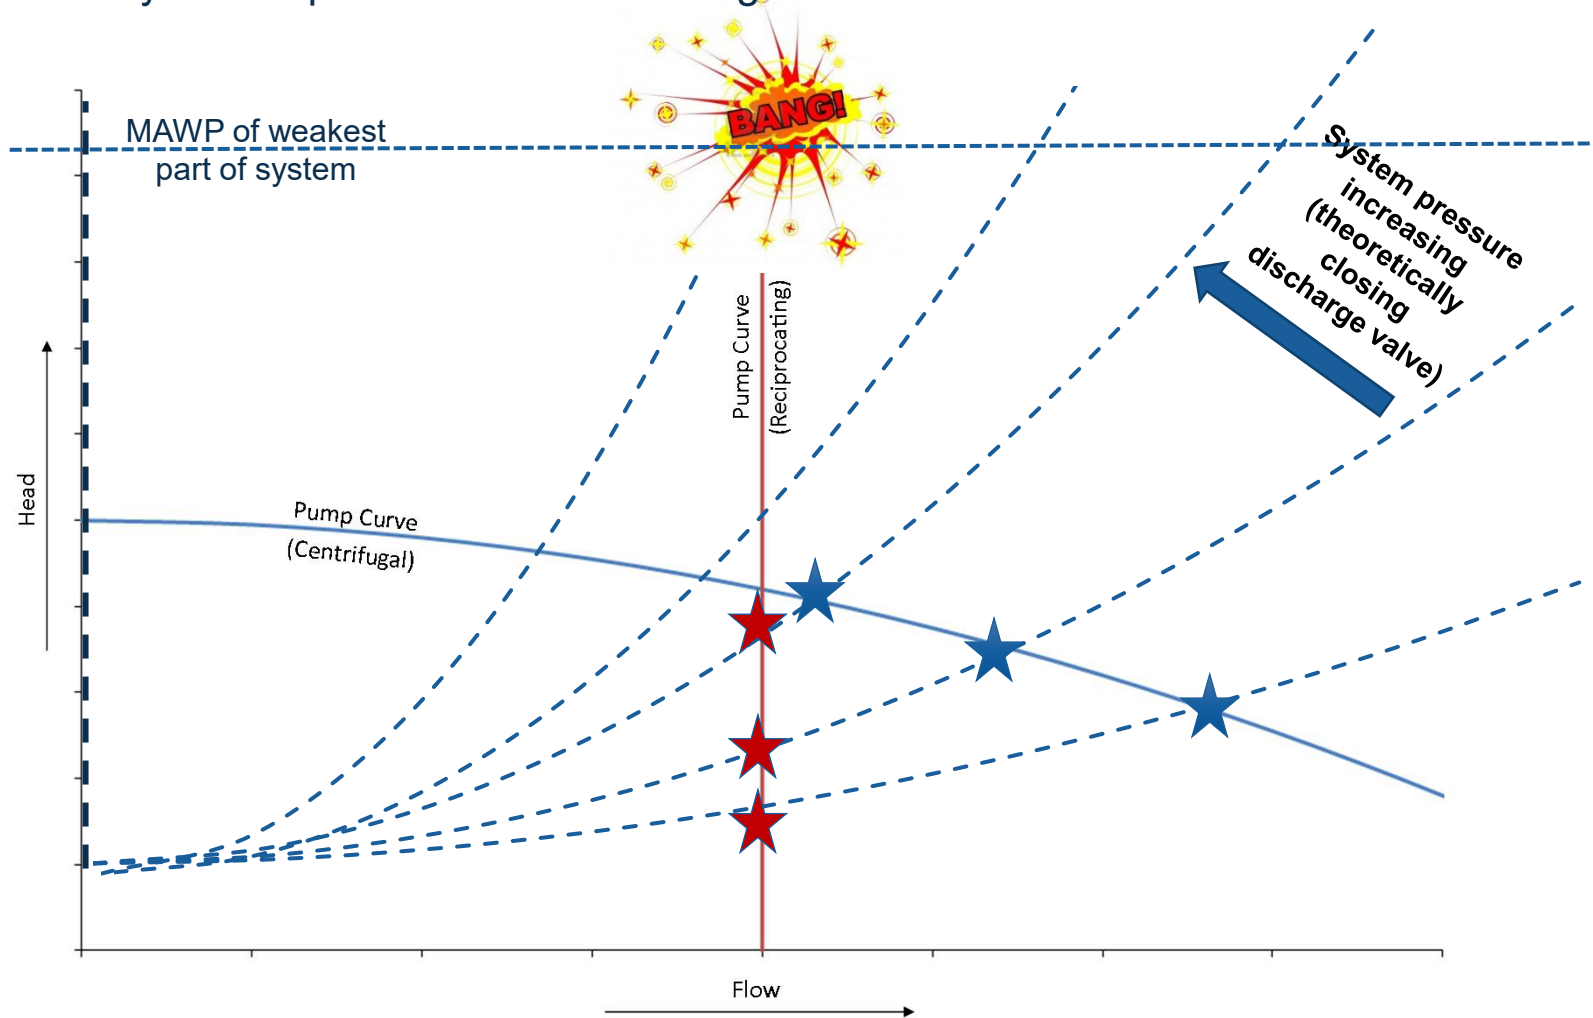 BANG!
MAWP of weakest
part of system
System pressure
increasing
(theoretically
closing
discharge valve)
Pump Curve
(Reciprocating)
Head
Pump Curve
(Centrifugal)
Flow